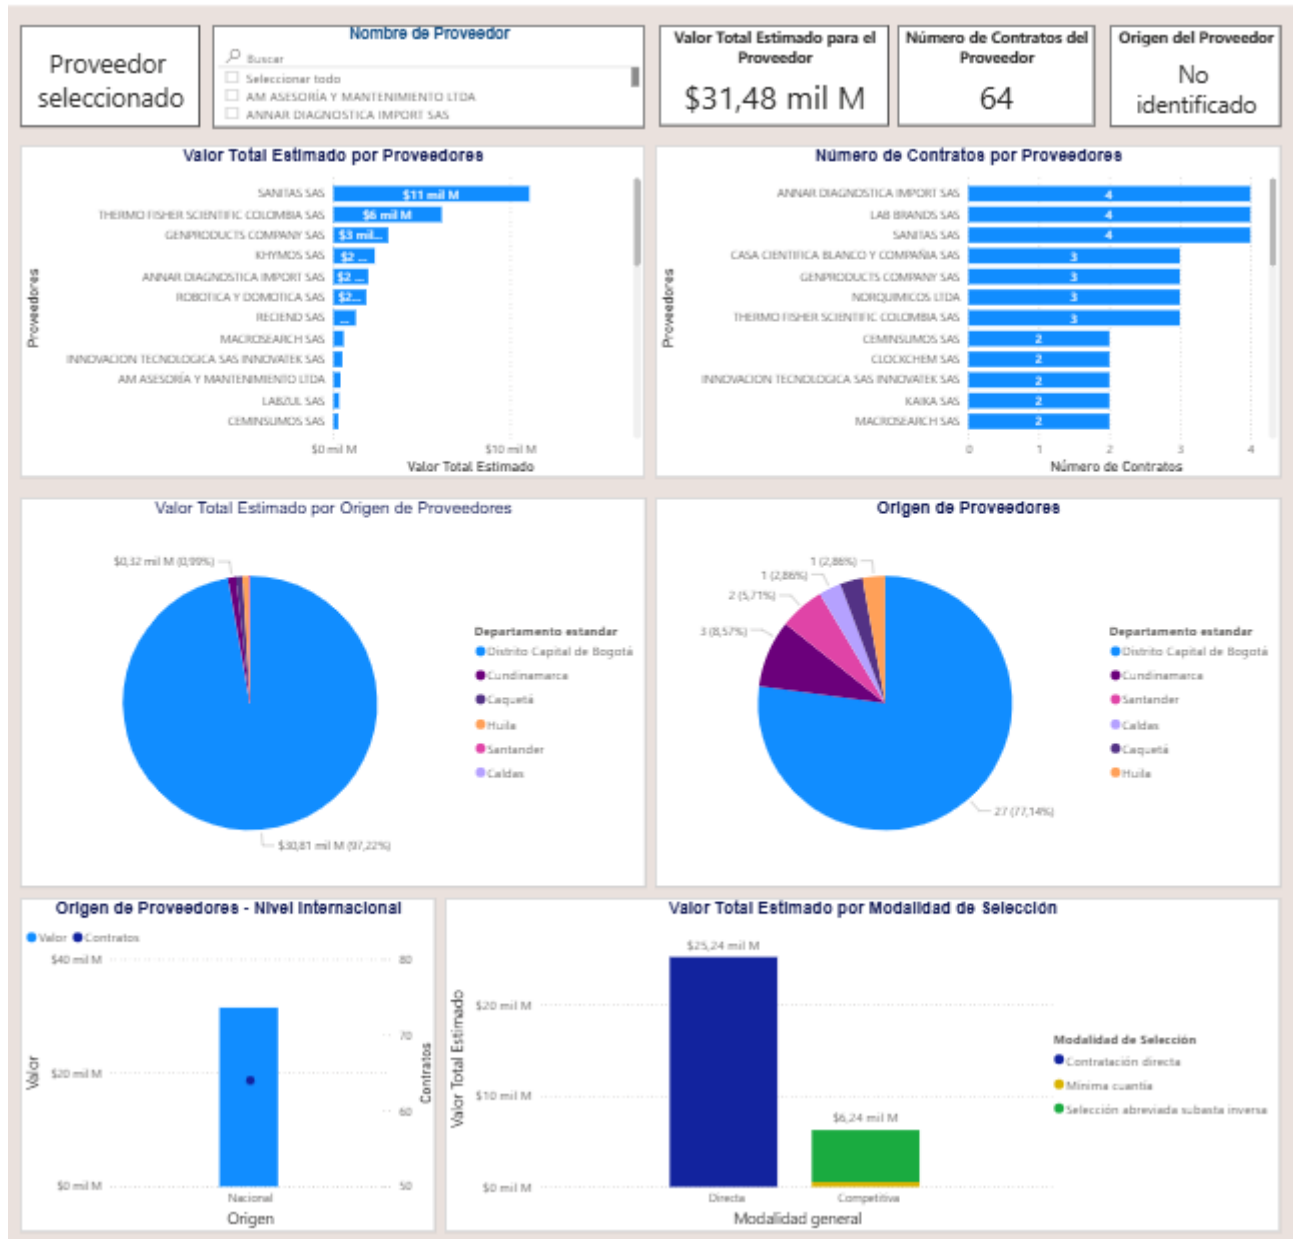 Proveedor
seleccionado
Nombre de Proveedor
Buscar
Seleccionar todo
AM ASESORÍA Y MANTENIMIENTO LTDA
ANNAR DIAGNOSTICA IMPORT SAS
Valor Total Estimado para el
Proveedor
$31,48 mil M
Número de Contratos del
Proveedor
64
Origen del Proveedor
No
identificado
Valor Total Estimado por Proveedores
Proveedores
SANITAS SAS $11 mil M
THERMO FISHER SCIENTIFIC COLOMBIA SAS $6 mil M
GENPRODUCTS COMPANY SAS $3 mil...
KHYMOS SAS $2 ...
ANNAR DIAGNOSTICA IMPORT SAS $2 ...
ROBOTICA Y DOMOTICA SAS $2...
RECIEND SAS ...
MACROSEARCH SAS
INNOVACION TECNOLOGICA SAS INNOVATEK SAS
AM ASESORÍA Y MANTENIMIENTO LTDA
LABZUL SAS
CEMINSUMOS SAS
$0 mil M $10 mil M
Valor Total Estimado
Número de Contratos por Proveedores
Proveedores
ANNAR DIAGNOSTICA IMPORT SAS 4
LAB BRANDS SAS 4
SANITAS SAS 4
CASA CIENTIFICA BLANCO Y COMPAÑIA SAS 3
GENPRODUCTS COMPANY SAS 3
NORQUIMICOS LTDA 3
THERMO FISHER SCIENTIFIC COLOMBIA SAS 3
CEMINSUMOS SAS 2
CLOCKCHEM SAS 2
INNOVACION TECNOLOGICA SAS INNOVATEK SAS 2
KAIKA SAS 2
MACROSEARCH SAS 2
0 1 2 3 4
Número de Contratos
Valor Total Estimado por Origen de Proveedores
$0,32 mil M (0,99%)
$30,81 mil M (97,22%)
Departamento estandar
Distrito Capital de Bogotá
Cundinamarca
Caquetá
Huila
Santander
Caldas
Origen de Proveedores
1 (2,86%)
1 (2,86%)
2 (5,71%)
3 (8,57%)
27 (77,14%)
Departamento estandar
Distrito Capital de Bogotá
Cundinamarca
Santander
Caldas
Caquetá
Huila
Origen de Proveedores - Nivel Internacional
Valor Contratos
$40 mil M 80
70
$20 mil M
60
$0 mil M 50
Valor
Contratos
Nacional
Origen
Valor Total Estimado por Modalidad de Selección
Valor Total Estimado
$25,24 mil M
$20 mil M
$10 mil M
$6,24 mil M
$0 mil M
Directa Competitiva
Modalidad general
Modalidad de Selección
Contratación directa
Mínima cuantía
Selección abreviada subasta inversa